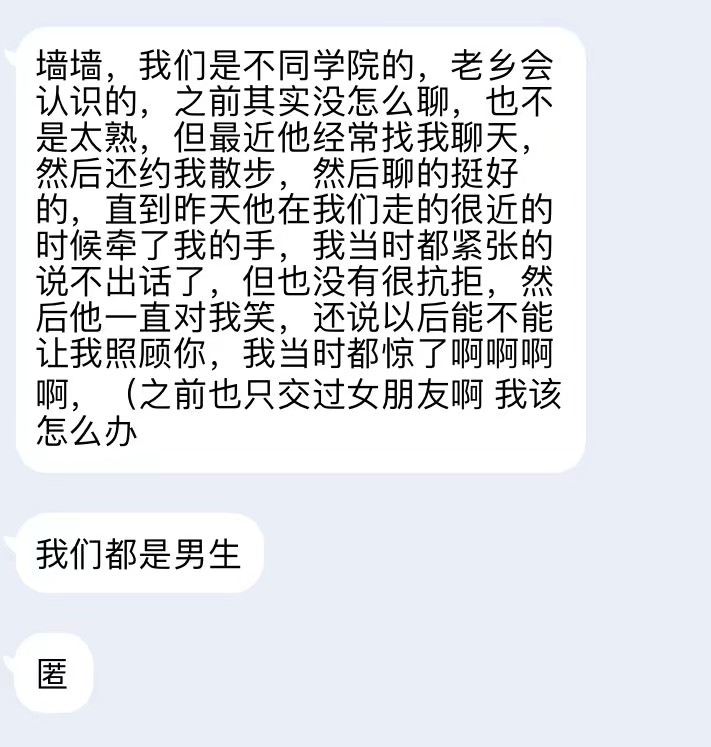 墙墙，我们是不同学院的，老乡会
认识的，之前其实没怎么聊，也不
是太熟，但最近他经常找我聊天，
然后还约我散步，然后聊的挺好
的，直到昨天他在我们走的很近的
时候牵了我的手，我当时都紧张的
说不出话了，但也没有很抗拒，然
后他一直对我笑，还说以后能不能
让我照顾你，我当时都惊了啊啊啊
啊，（之前也只交过女朋友啊 我该
怎么办
我们都是男生
匿